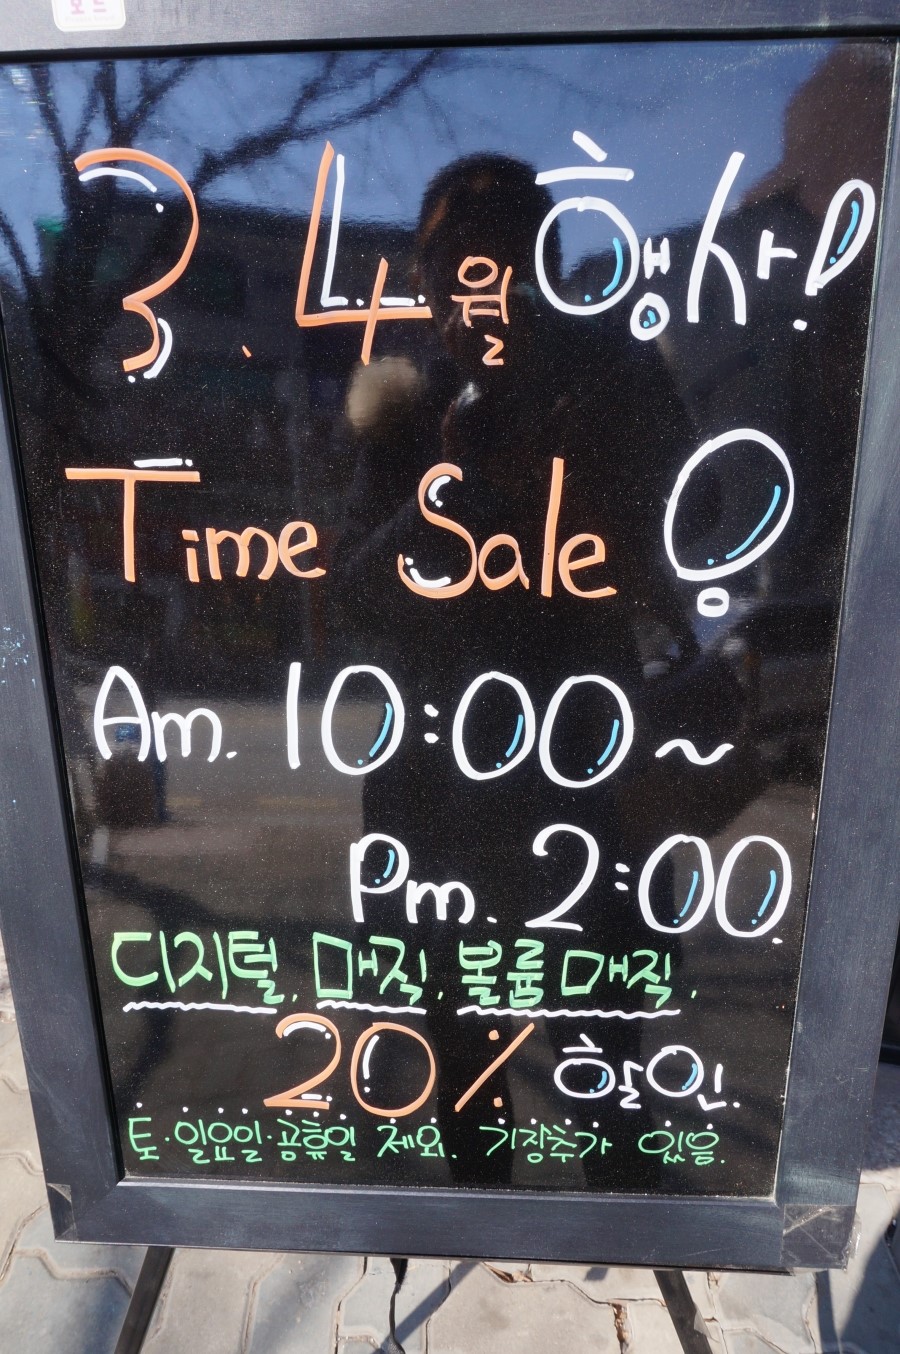 보드
3.4월 행사!
Time Sale!
Am. 10:00~
Pm. 2:00.
디지털. 매직. 볼륨매직.
20% 할인.
토·일요일·공휴일 제외. 기장추가 있음.